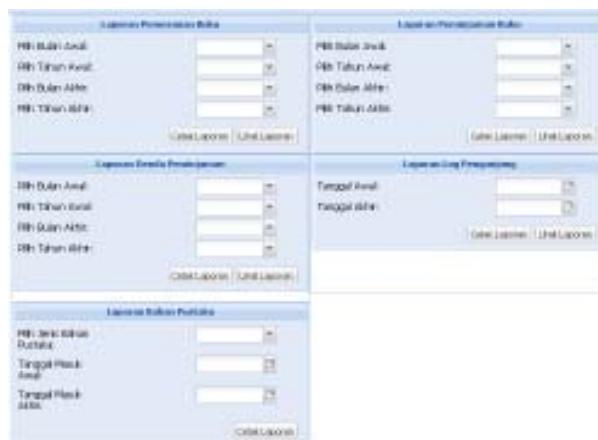 Laporan Pemesanan Buku
Pilih Bulan Awal:
Pilih Tahun Awal:
Pilih Bulan Akhir:
Pilih Tahun Akhir:
Cetak Laporan Lihat Laporan
Laporan Peminjaman Buku
Pilih Bulan Awal:
Pilih Tahun Awal:
Pilih Bulan Akhir:
Pilih Tahun Akhir:
Cetak Laporan Lihat Laporan
Laporan Denda Peminjaman
Pilih Bulan Awal:
Pilih Tahun Awal:
Pilih Bulan Akhir:
Pilih Tahun Akhir:
Cetak Laporan Lihat Laporan
Laporan Log Pengunjung
Tanggal Awal:
Tanggal Akhir:
Cetak Laporan Lihat Laporan
Laporan Bahan Pustaka
Pilih Jenis Bahan
Pustaka:
Tanggal Masuk
Awal:
Tanggal Masuk
Akhir:
Cetak Laporan